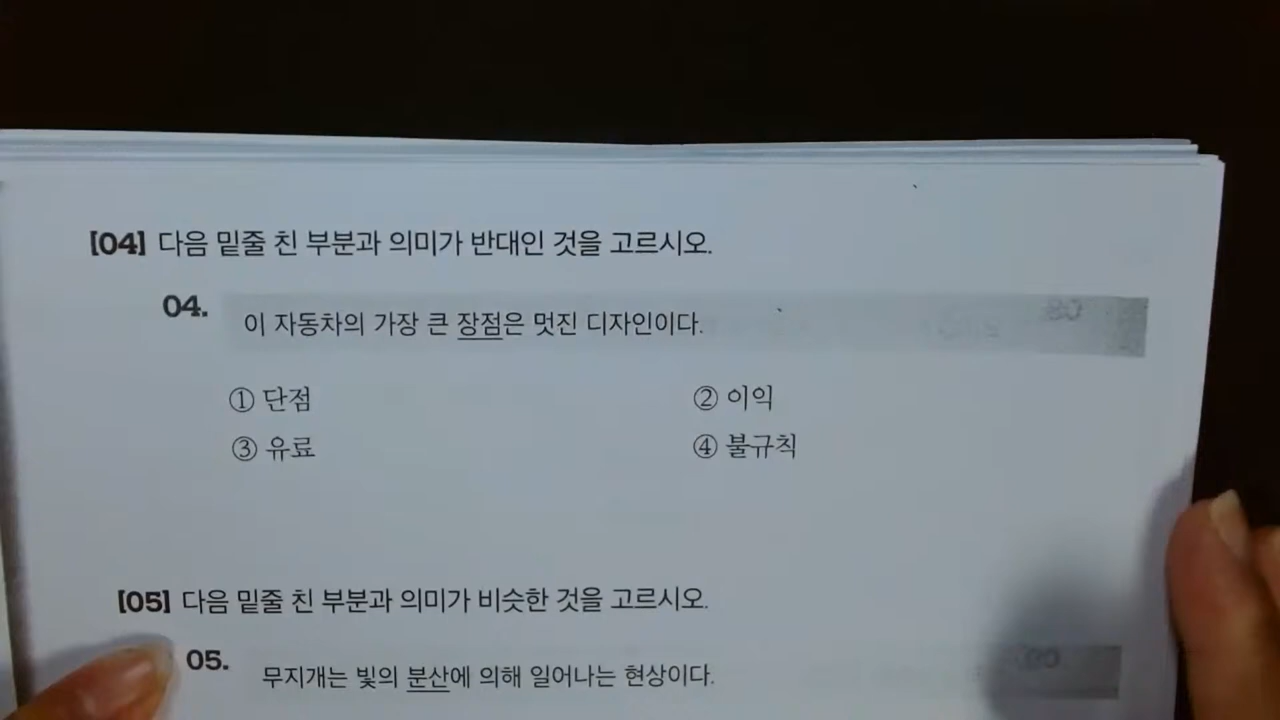 [04] 다음 밑줄 친 부분과 의미가 반대인 것을 고르시오.
04.
이 자동차의 가장 큰 장점은 멋진 디자인이다.
① 단점 ② 이익
③ 유료 ④ 불규칙
[05] 다음 밑줄 친 부분과 의미가 비슷한 것을 고르시오.
05.
무지개는 빛의 분산에 의해 일어나는 현상이다.